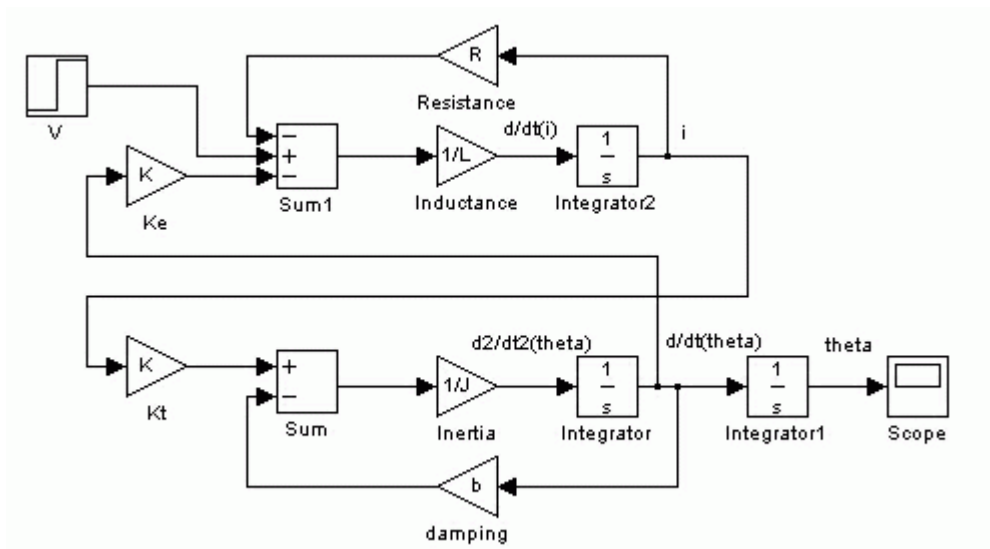 R
Resistance
V
d/dt(i)
i
−
+
−
1/L
1
s
K
Sum1
Inductance
Integrator2
Ke
d2/dt2(theta)
d/dt(theta)
theta
K
+
−
1/J
1
s
1
s
Kt
Sum
Inertia
Integrator
Integrator1
Scope
b
damping